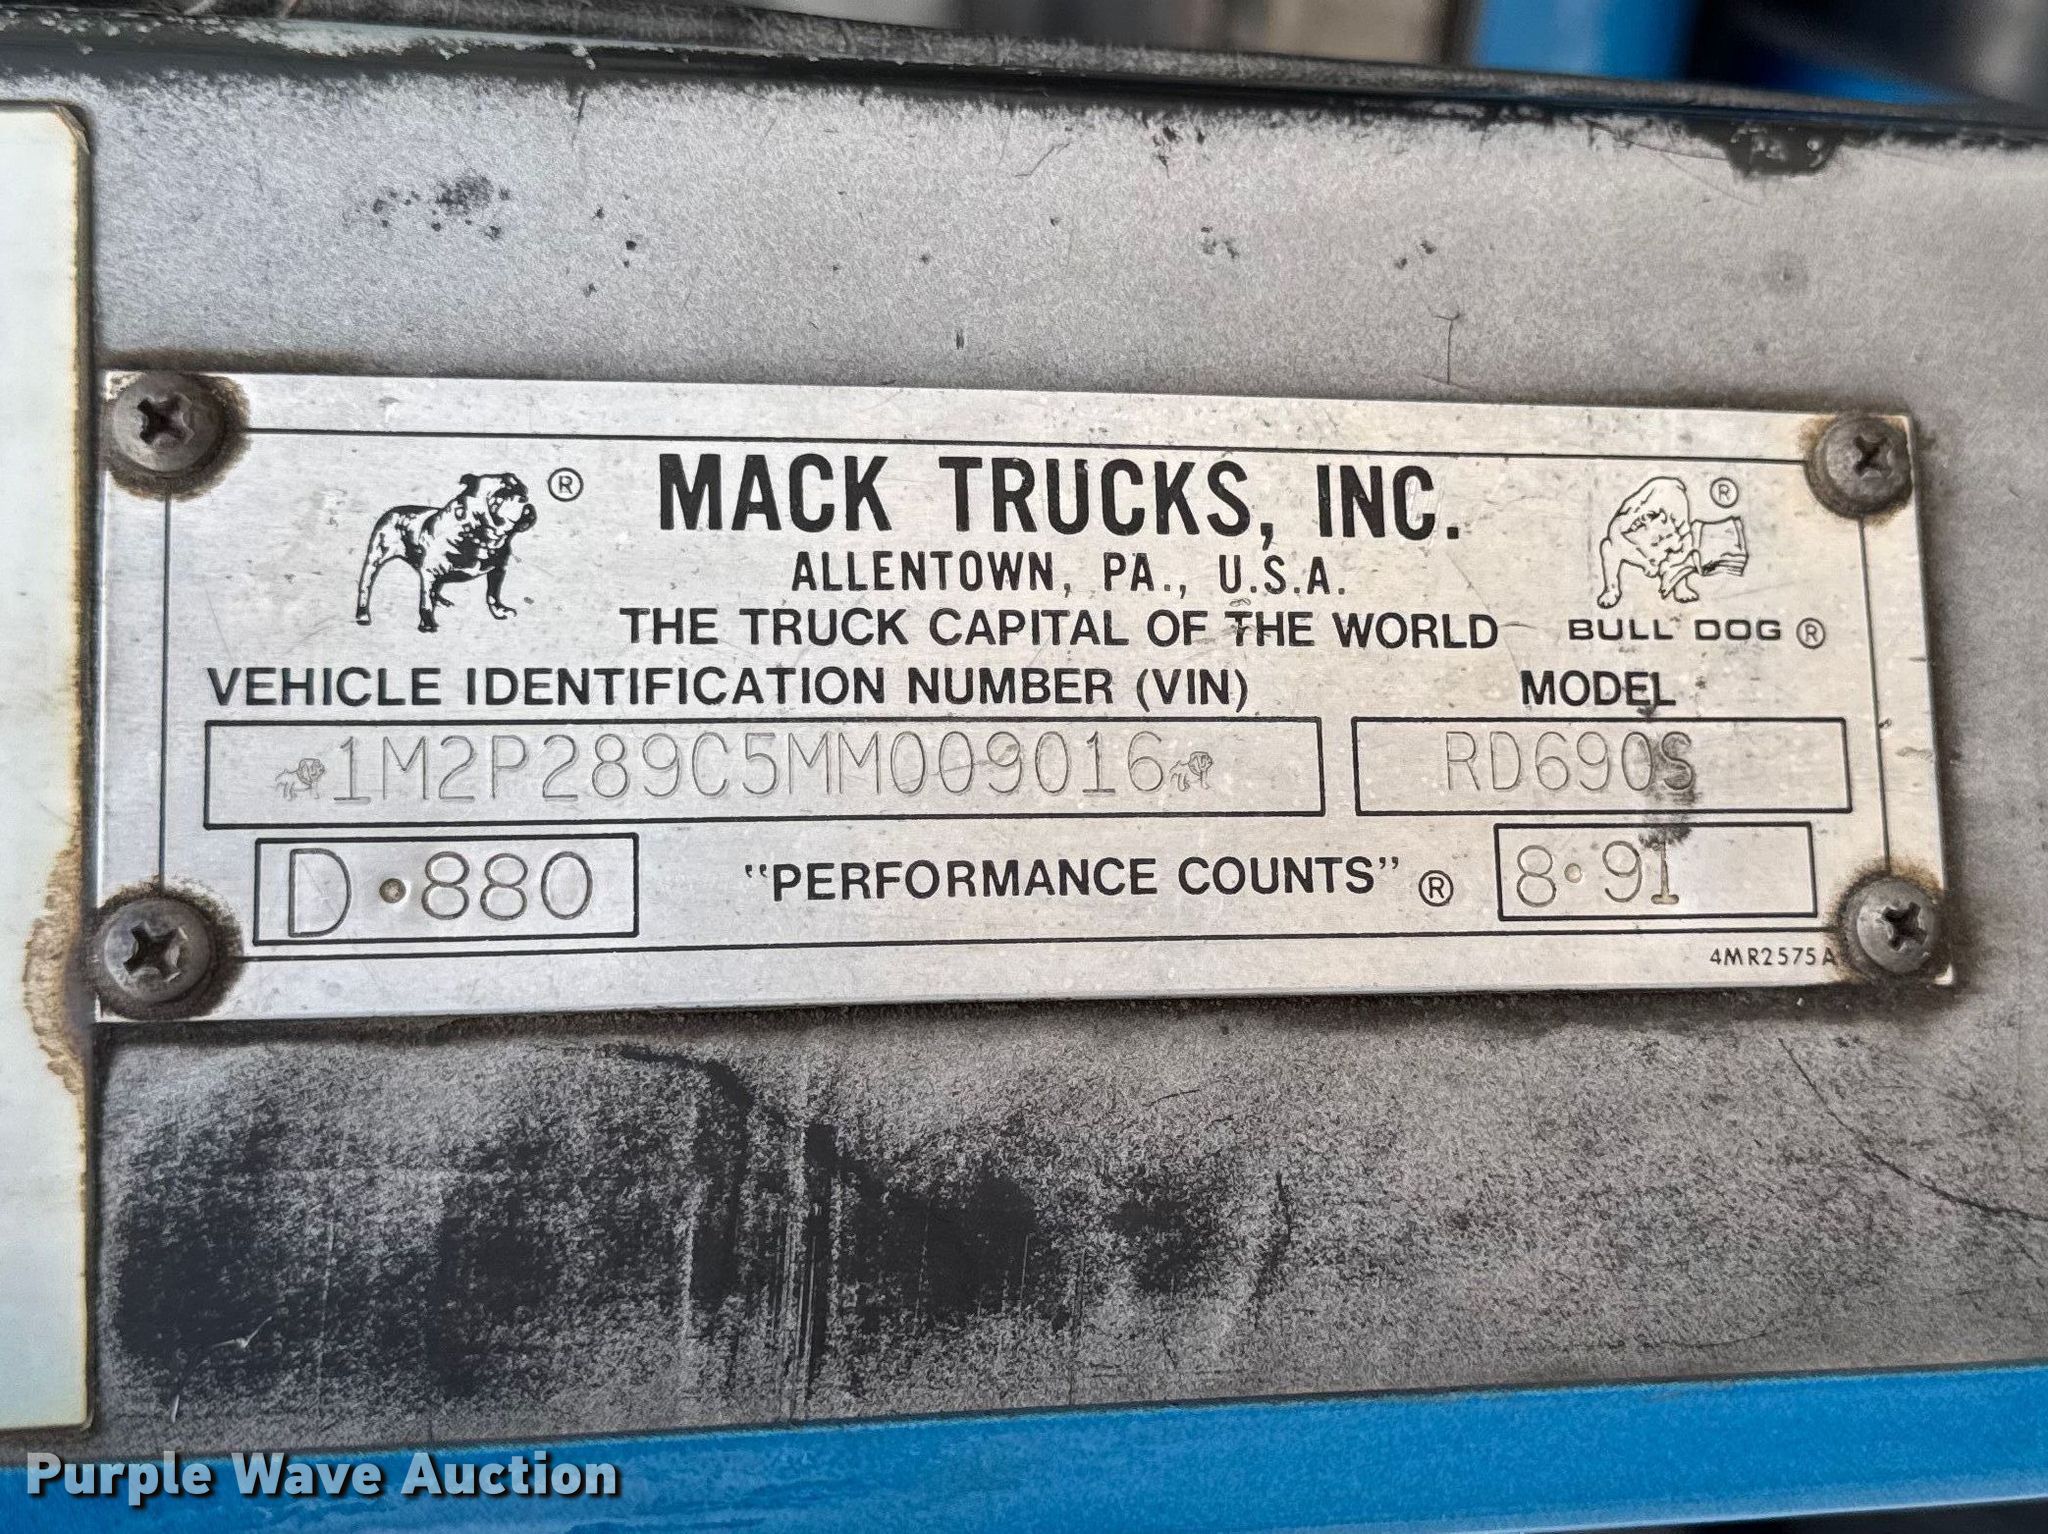 ® MACK TRUCKS, INC. ®
ALLENTOWN, PA., U.S.A.
THE TRUCK CAPITAL OF THE WORLD BULL DOG ®
VEHICLE IDENTIFICATION NUMBER (VIN) MODEL
1M2P289C5MM009016 RD690S
D•880 "PERFORMANCE COUNTS" ® 8•91
4MR2575A
Purple Wave Auction